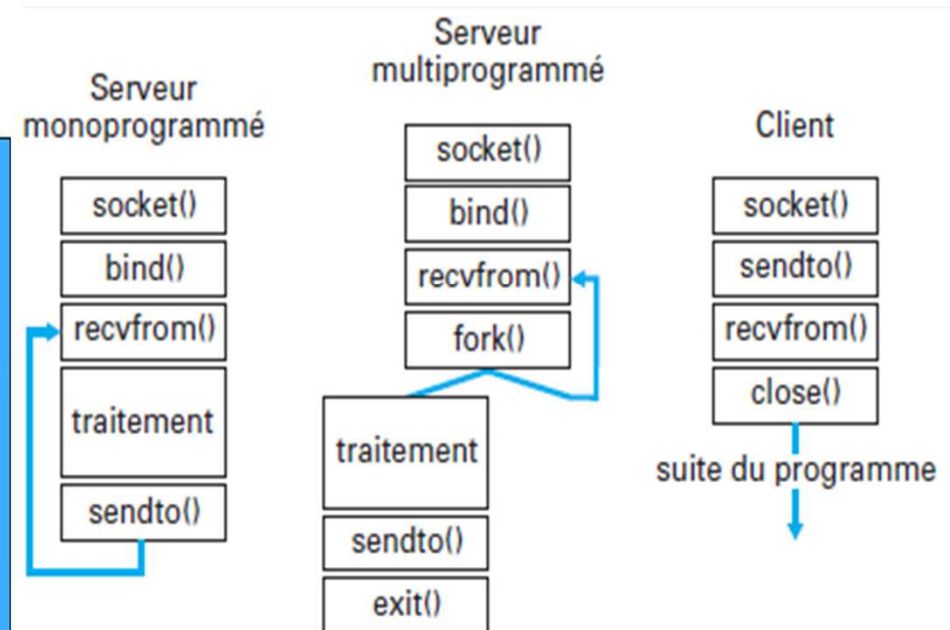 Serveur
monoprogrammé
socket()
bind()
recvfrom()
traitement
sendto()
Serveur
multiprogrammé
socket()
bind()
recvfrom()
fork()
traitement
sendto()
exit()
Client
socket()
sendto()
recvfrom()
close()
suite du programme